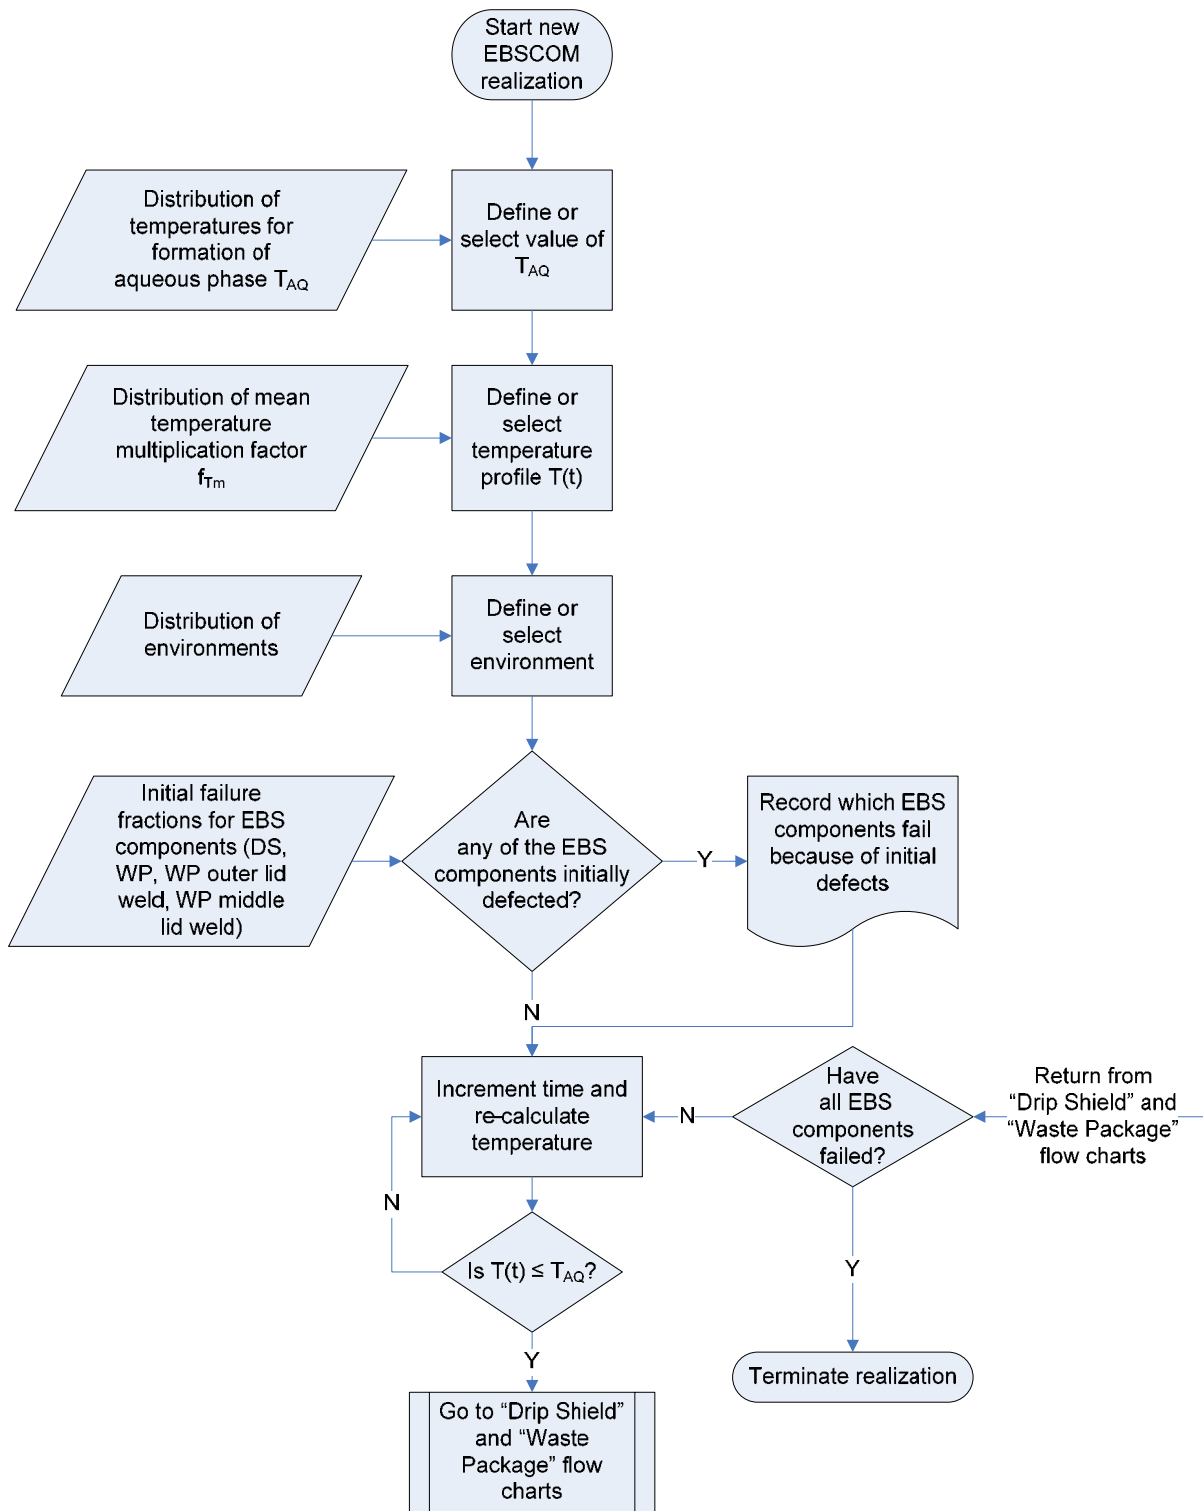 Start new
EBSCOM
realization
Distribution of
temperatures for
formation of
aqueous phase TAQ
Define or
select value of
TAQ
Distribution of mean
temperature
multiplication factor
fTm
Define or
select
temperature
profile T(t)
Distribution of
environments
Define or
select
environment
Initial failure
fractions for EBS
components (DS,
WP, WP outer lid
weld, WP middle
lid weld)
Are
any of the EBS
components initially
defected?
Y
Record which EBS
components fail
because of initial
defects
N
Increment time and
re-calculate
temperature
N
Have
all EBS
components
failed?
Return from
“Drip Shield” and
“Waste Package”
flow charts
N
Is T(t) ≤ TAQ?
Y
Y
Terminate realization
Go to “Drip Shield”
and “Waste
Package” flow
charts